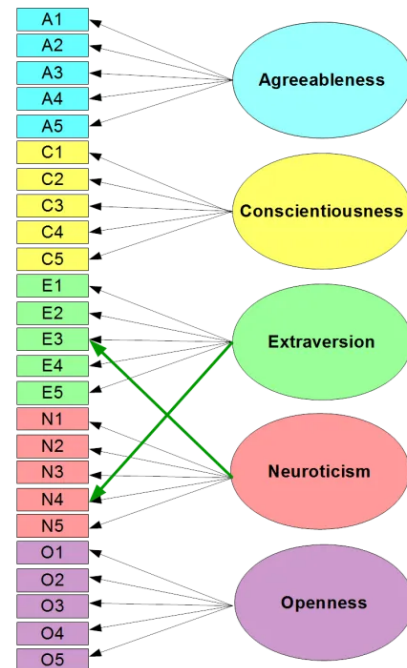 A1
A2
A3
A4
A5
Agreeableness
C1
C2
C3
C4
C5
Conscientiousness
E1
E2
E3
E4
E5
Extraversion
N1
N2
N3
N4
N5
Neuroticism
O1
O2
O3
O4
O5
Openness